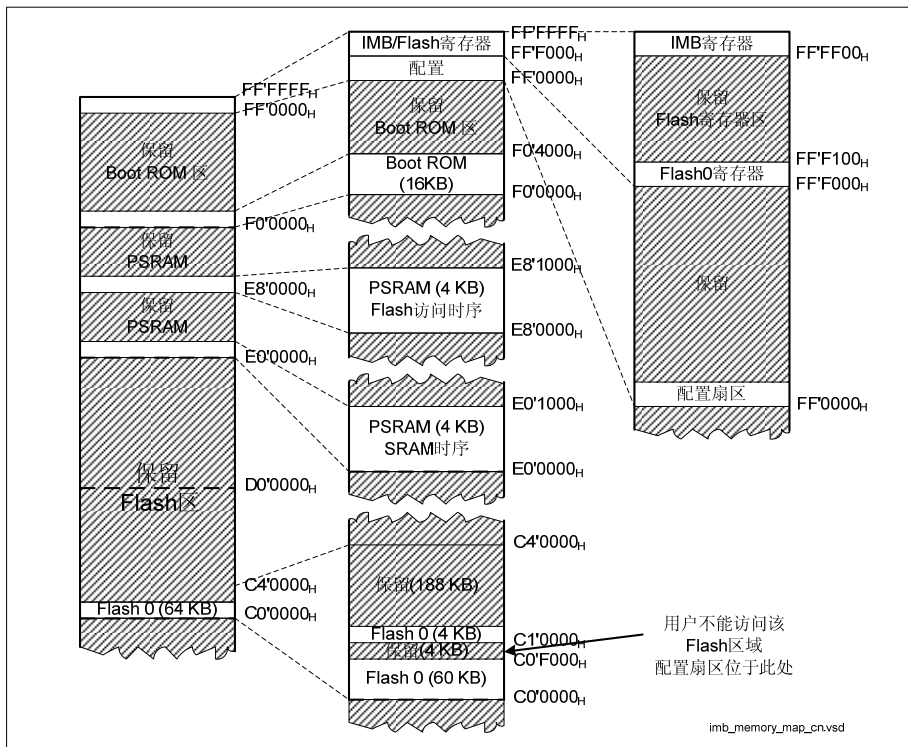 FF'FFFFH
FF'0000H
保留
Boot ROM 区
F0'0000H
保留
PSRAM
E8'0000H
保留
PSRAM
E0'0000H
保留
Flash区
D0'0000H
C4'0000H
Flash 0 (64 KB)
C0'0000H
IMB/Flash寄存器
FF'FFFFH
FF'F000H
配置
FF'0000H
保留
Boot ROM 区
F0'4000H
Boot ROM
(16KB)
F0'0000H
E8'1000H
PSRAM (4 KB)
Flash访问时序
E8'0000H
E0'1000H
PSRAM (4 KB)
SRAM时序
E0'0000H
C4'0000H
保留(188 KB)
Flash 0 (4 KB)
C1'0000H
保留(4 KB)
C0'F000H
Flash 0 (60 KB)
C0'0000H
IMB寄存器
FF'FF00H
保留
Flash寄存器区
FF'F100H
Flash0寄存器
FF'F000H
保留
配置扇区
FF'0000H
用户不能访问该
Flash区域
配置扇区位于此处
imb_memory_map_cn.vsd